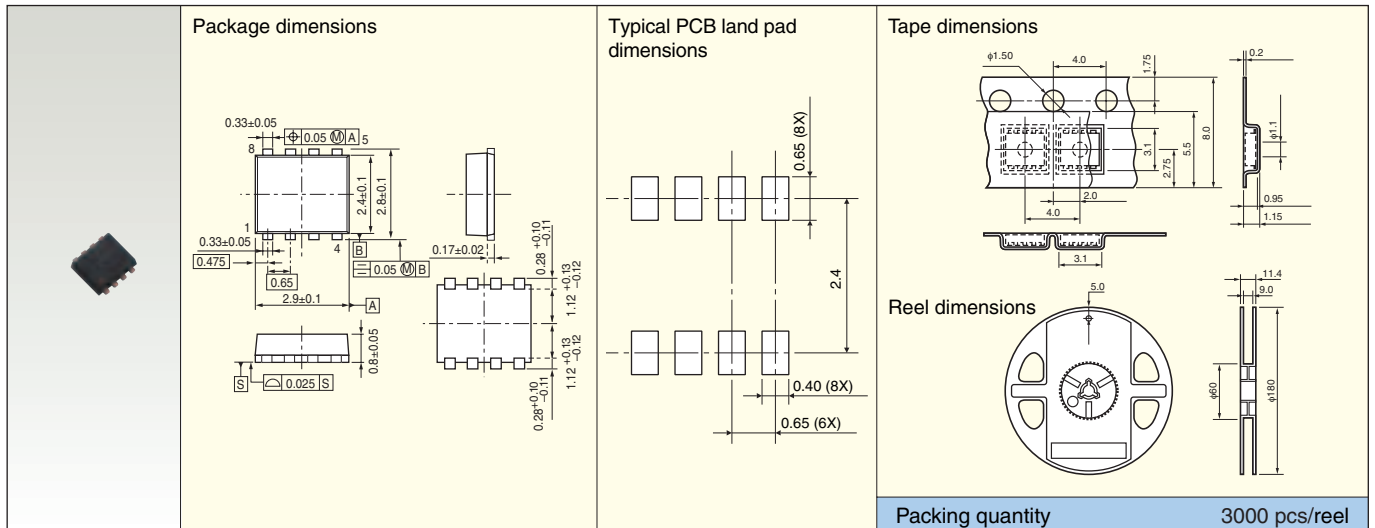 Package dimensions
0.33±0.05
⌖ 0.05 Ⓜ A
8
5
2.4±0.1
2.8±0.1
1
4
0.33±0.05
B
0.475
0.05 Ⓜ B
0.65
2.9±0.1
A
0.17±0.02
0.28 +0.10 −0.11
1.12 +0.13 −0.12
1.12 +0.13 −0.12
0.28 +0.10 −0.11
0.8±0.05
S
⌓ 0.025 S
Typical PCB land pad
dimensions
0.65 (8X)
2.4
0.40 (8X)
0.65 (6X)
Tape dimensions
ϕ1.50
4.0
1.75
0.2
3.1
2.75
5.5
8.0
ϕ1.1
2.0
4.0
0.95
1.15
3.1
Reel dimensions
5.0
11.4
9.0
ϕ60
ϕ180
Packing quantity 3000 pcs/reel